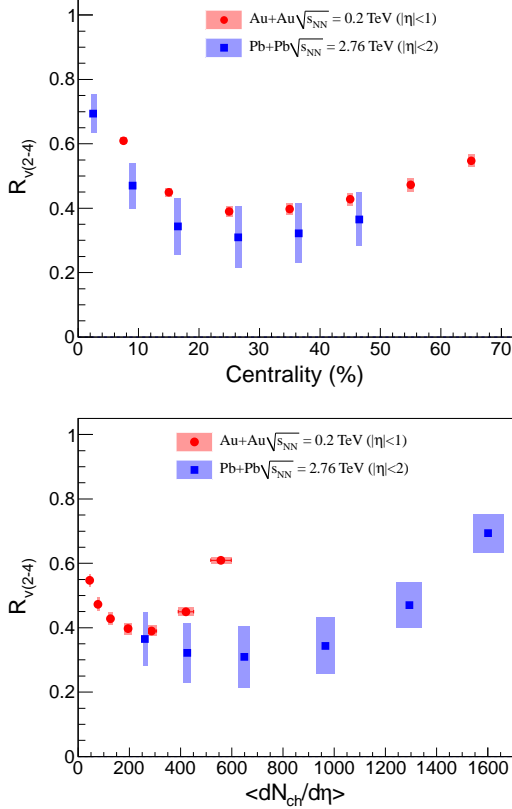 Au+Au√s_NN = 0.2 TeV (|η|<1)
Pb+Pb√s_NN = 2.76 TeV (|η|<2)
1
0.8
0.6
0.4
0.2
0
R_v(2-4)
0 10 20 30 40 50 60 70
Centrality (%)
Au+Au√s_NN = 0.2 TeV (|η|<1)
Pb+Pb√s_NN = 2.76 TeV (|η|<2)
1
0.8
0.6
0.4
0.2
0
R_v(2-4)
0 200 400 600 800 1000 1200 1400 1600
<dN_ch/dη>